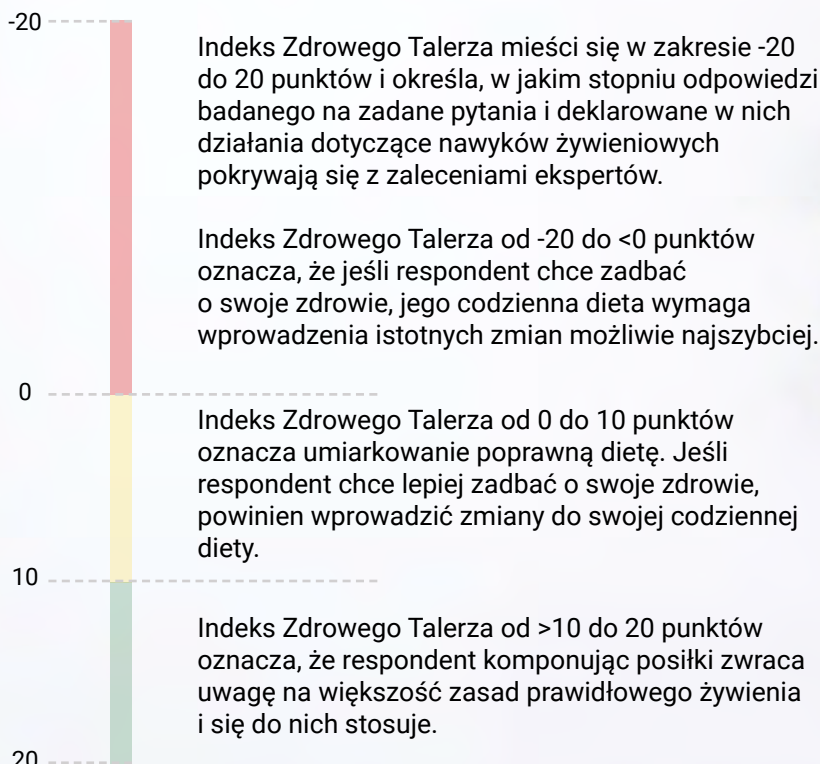 -20
Indeks Zdrowego Talerza mieści się w zakresie -20
do 20 punktów i określa, w jakim stopniu odpowiedzi
badanego na zadane pytania i deklarowane w nich
działania dotyczące nawyków żywieniowych
pokrywają się z zaleceniami ekspertów.
Indeks Zdrowego Talerza od -20 do <0 punktów
oznacza, że jeśli respondent chce zadbać
o swoje zdrowie, jego codzienna dieta wymaga
wprowadzenia istotnych zmian możliwie najszybciej.
0
Indeks Zdrowego Talerza od 0 do 10 punktów
oznacza umiarkowanie poprawną dietę. Jeśli
respondent chce lepiej zadbać o swoje zdrowie,
powinien wprowadzić zmiany do swojej codziennej
diety.
10
Indeks Zdrowego Talerza od >10 do 20 punktów
oznacza, że respondent komponując posiłki zwraca
uwagę na większość zasad prawidłowego żywienia
i się do nich stosuje.
20